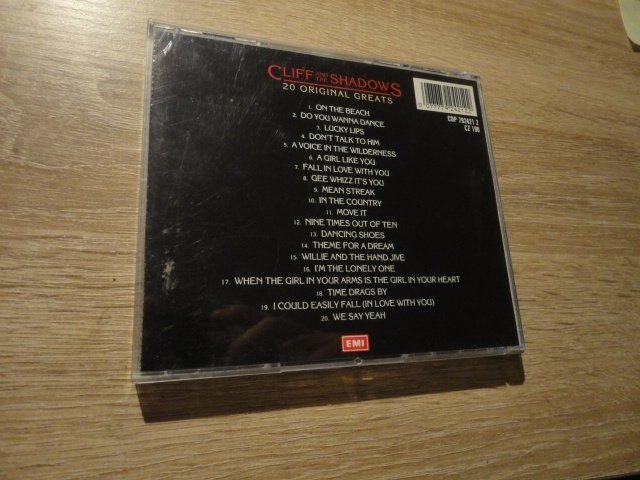 CLIFF AND THE SHADOWS
20 ORIGINAL GREATS
CDP 792421 2
CZ 198
1. ON THE BEACH
2. DO YOU WANNA DANCE
3. LUCKY LIPS
4. DON'T TALK TO HIM
5. A VOICE IN THE WILDERNESS
6. A GIRL LIKE YOU
7. FALL IN LOVE WITH YOU
8. GEE WHIZZ IT'S YOU
9. MEAN STREAK
10. IN THE COUNTRY
11. MOVE IT
12. NINE TIMES OUT OF TEN
13. DANCING SHOES
14. THEME FOR A DREAM
15. WILLIE AND THE HAND JIVE
16. I'M THE LONELY ONE
17. WHEN THE GIRL IN YOUR ARMS IS THE GIRL IN YOUR HEART
18. TIME DRAGS BY
19. I COULD EASILY FALL (IN LOVE WITH YOU)
20. WE SAY YEAH
EMI